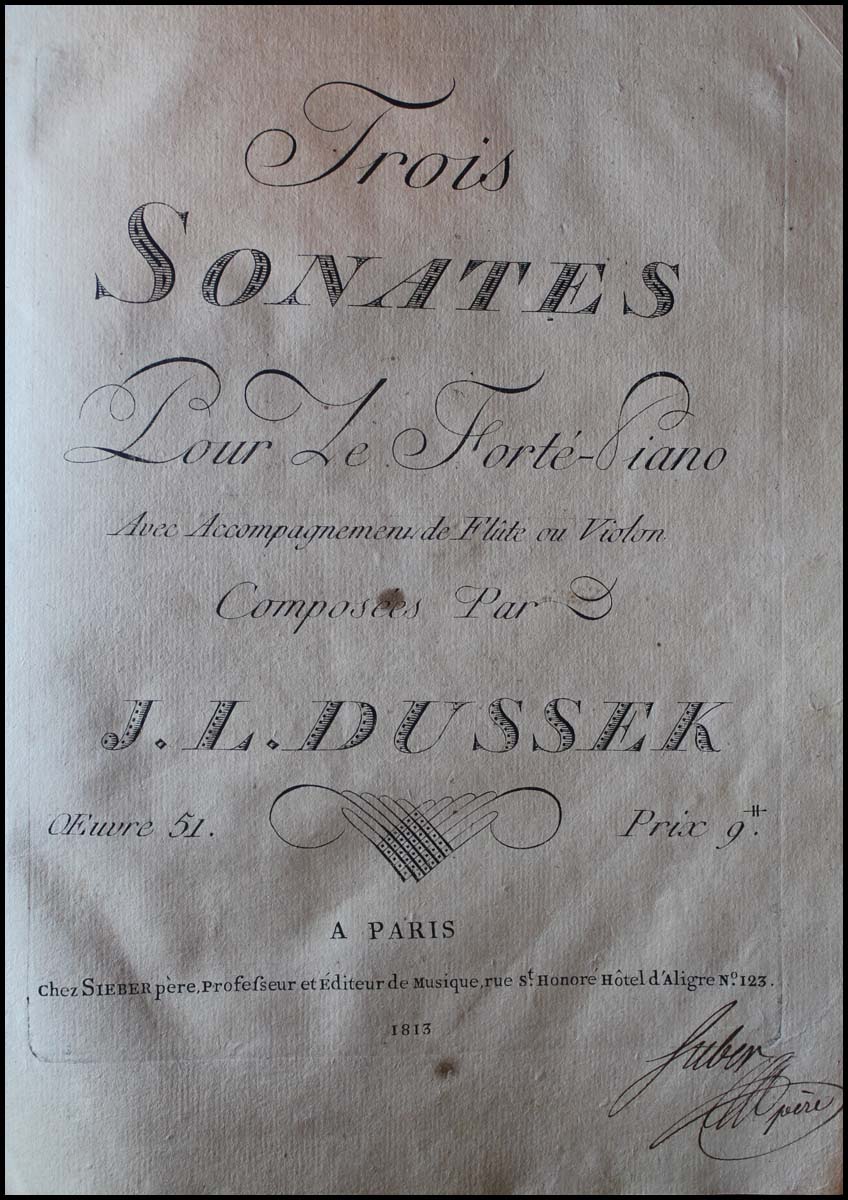 Trois
SONATES
Pour Le Forté-Piano
Avec Accompagnement de Flûte ou Violon
Composées Par
J. L. DUSSEK
Œuvre 51.
Prix 9.
A PARIS
Chez SIEBER père, Profeſseur et Éditeur de Musique, rue St. Honoré Hôtel d'Aligre No. 123.
1813
Sieber
père